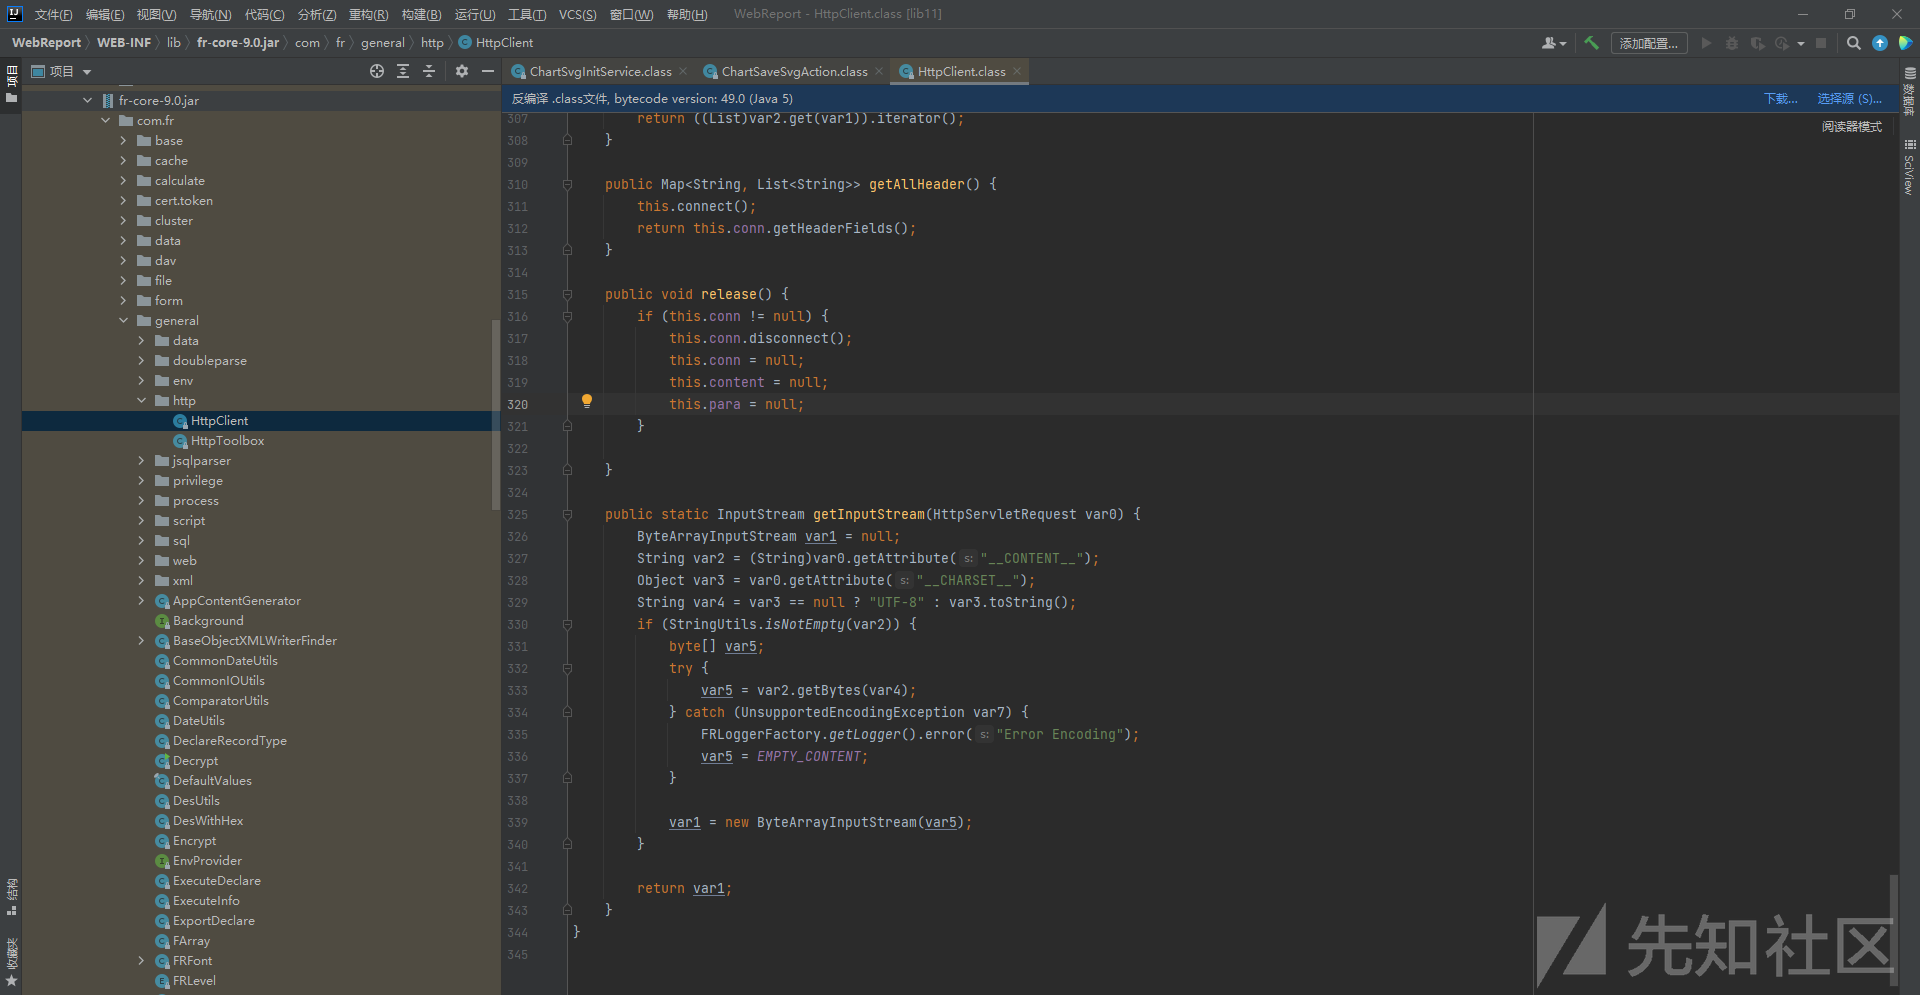 文件(F) 编辑(E) 视图(V) 导航(N) 代码(C) 分析(Z) 重构(R) 构建(B) 运行(U) 工具(T) VCS(S) 窗口(W) 帮助(H) WebReport - HttpClient.class [lib11]
WebReport WEB-INF lib fr-core-9.0.jar com fr general http HttpClient 添加配置...
项目
项目
ChartSvgInitService.class ChartSaveSvgAction.class HttpClient.class
反编译 .class文件, bytecode version: 49.0 (Java 5) 下载... 选择源 (S)...
阅读器模式
数据库
SciView
结构
收藏夹
fr-core-9.0.jar
com.fr
base
cache
calculate
cert.token
cluster
data
dav
file
form
general
data
doubleparse
env
http
HttpClient
HttpToolbox
jsqlparser
privilege
process
script
sql
web
xml
AppContentGenerator
Background
BaseObjectXMLWriterFinder
CommonDateUtils
CommonIOUtils
ComparatorUtils
DateUtils
DeclareRecordType
Decrypt
DefaultValues
DesUtils
DesWithHex
Encrypt
EnvProvider
ExecuteDeclare
ExecuteInfo
ExportDeclare
FArray
FRFont
FRLevel
307 return ((List)var2.get(var1)).iterator();
308 }
309
310 public Map<String, List<String>> getAllHeader() {
311 this.connect();
312 return this.conn.getHeaderFields();
313 }
314
315 public void release() {
316 if (this.conn != null) {
317 this.conn.disconnect();
318 this.conn = null;
319 this.content = null;
320 this.para = null;
321 }
322
323 }
324
325 public static InputStream getInputStream(HttpServletRequest var0) {
326 ByteArrayInputStream var1 = null;
327 String var2 = (String)var0.getAttribute( s: "__CONTENT__");
328 Object var3 = var0.getAttribute( s: "__CHARSET__");
329 String var4 = var3 == null ? "UTF-8" : var3.toString();
330 if (StringUtils.isNotEmpty(var2)) {
331 byte[] var5;
332 try {
333 var5 = var2.getBytes(var4);
334 } catch (UnsupportedEncodingException var7) {
335 FRLoggerFactory.getLogger().error( s: "Error Encoding");
336 var5 = EMPTY_CONTENT;
337 }
338
339 var1 = new ByteArrayInputStream(var5);
340 }
341
342 return var1;
343 }
344 }
345
先知社区